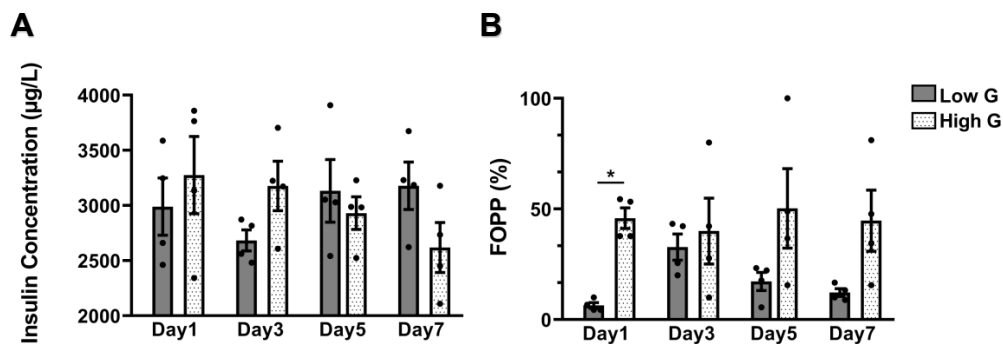 A
Insulin Concentration (µg/L)
4000
3500
3000
2500
2000
Day1 Day3 Day5 Day7
B
FOPP (%)
100
50
0
*
Day1 Day3 Day5 Day7
Low G
High G